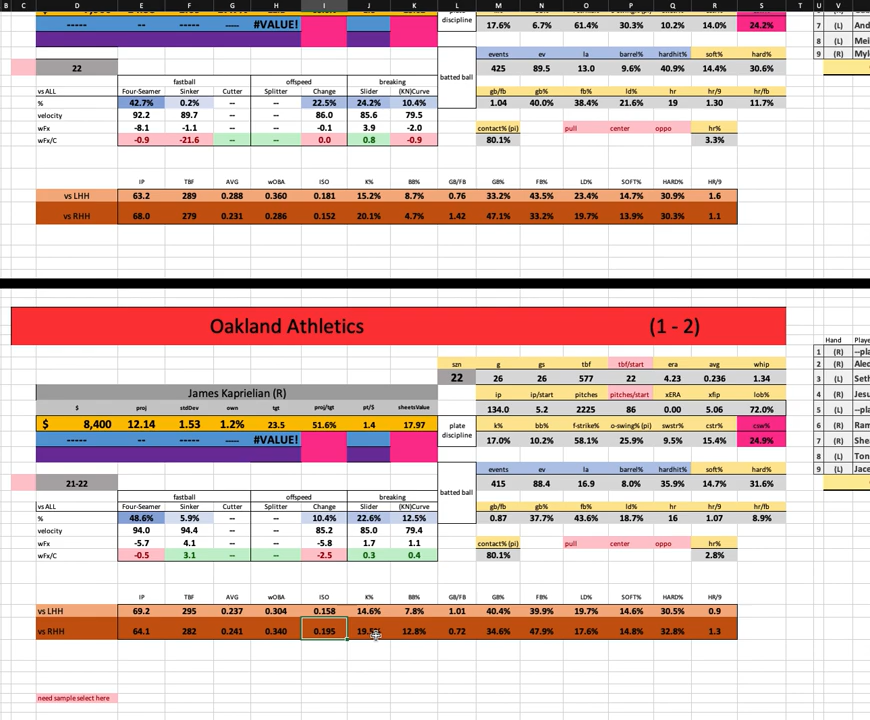 B C D E F G H I J K L M N O P Q R S T U V W
plate discipline 17.6% 6.7% 61.4% 30.3% 10.2% 14.0% 24.2% 7 (L) And
----- -- ----- ---- #VALUE!
8 (L) Mei
events ev la barrel% hardhit% soft% hard% 9 (R) Myl
22 425 89.5 13.0 9.6% 40.9% 14.4% 30.6%
fastball offspeed breaking batted ball
vs ALL Four-Seamer Sinker Cutter Splitter Change Slider (KN)Curve gb/fb gb% fb% ld% hr hr/9 hr/fb
% 42.7% 0.2% -- -- 22.5% 24.2% 10.4% 1.04 40.0% 38.4% 21.6% 19 1.30 11.7%
velocity 92.2 89.7 -- -- 86.0 85.6 79.5
wFx -8.1 -1.1 -- -- -0.1 3.9 -2.0 contact% (pi) pull center oppo hr%
wFx/C -0.9 -21.6 -- -- 0.0 0.8 -0.9 80.1% 3.3%
IP TBF AVG wOBA ISO K% BB% GB/FB GB% FB% LD% SOFT% HARD% HR/9
vs LHH 63.2 289 0.288 0.360 0.181 15.2% 8.7% 0.76 33.2% 43.5% 23.4% 14.7% 30.9% 1.6
vs RHH 68.0 279 0.231 0.286 0.152 20.1% 4.7% 1.42 47.1% 33.2% 19.7% 13.9% 30.3% 1.1
Oakland Athletics (1 - 2)
Hand Playe
1 (R) --pla
szn g gs tbf tbf/start era avg whip 2 (R) Aled
22 26 26 577 22 4.23 0.236 1.34 3 (L) Seth
James Kaprielian (R) ip ip/start pitches pitches/start xERA xfip lob% 4 (R) Jesu
$ proj stdDev own tgt proj/tgt pt/$ sheetsValue 134.0 5.2 2225 86 0.00 5.06 72.0% 5 (L) --pla
$ 8,400 12.14 1.53 1.2% 23.5 51.6% 1.4 17.97 plate discipline k% bb% f-strike% o-swing% (pi) swstr% cstr% csw% 6 (R) Ram
----- -- ----- ---- #VALUE! 17.0% 10.2% 58.1% 25.9% 9.5% 15.4% 24.9% 7 (R) Shea
8 (L) Ton
events ev la barrel% hardhit% soft% hard% 9 (L) Jace
21-22 415 88.4 16.9 8.0% 35.9% 14.7% 31.6%
fastball offspeed breaking batted ball
vs ALL Four-Seamer Sinker Cutter Splitter Change Slider (KN)Curve gb/fb gb% fb% ld% hr hr/9 hr/fb
% 48.6% 5.9% -- -- 10.4% 22.6% 12.5% 0.87 37.7% 43.6% 18.7% 16 1.07 8.9%
velocity 94.0 94.4 -- -- 85.2 85.0 79.4
wFx -5.7 4.1 -- -- -5.8 1.7 1.1 contact% (pi) pull center oppo hr%
wFx/C -0.5 3.1 -- -- -2.5 0.3 0.4 80.1% 2.8%
IP TBF AVG wOBA ISO K% BB% GB/FB GB% FB% LD% SOFT% HARD% HR/9
vs LHH 69.2 295 0.237 0.304 0.158 14.6% 7.8% 1.01 40.4% 39.9% 19.7% 14.6% 30.5% 0.9
vs RHH 64.1 282 0.241 0.340 0.195 12.8% 0.72 34.6% 47.9% 17.6% 14.8% 32.8% 1.3
need sample select here